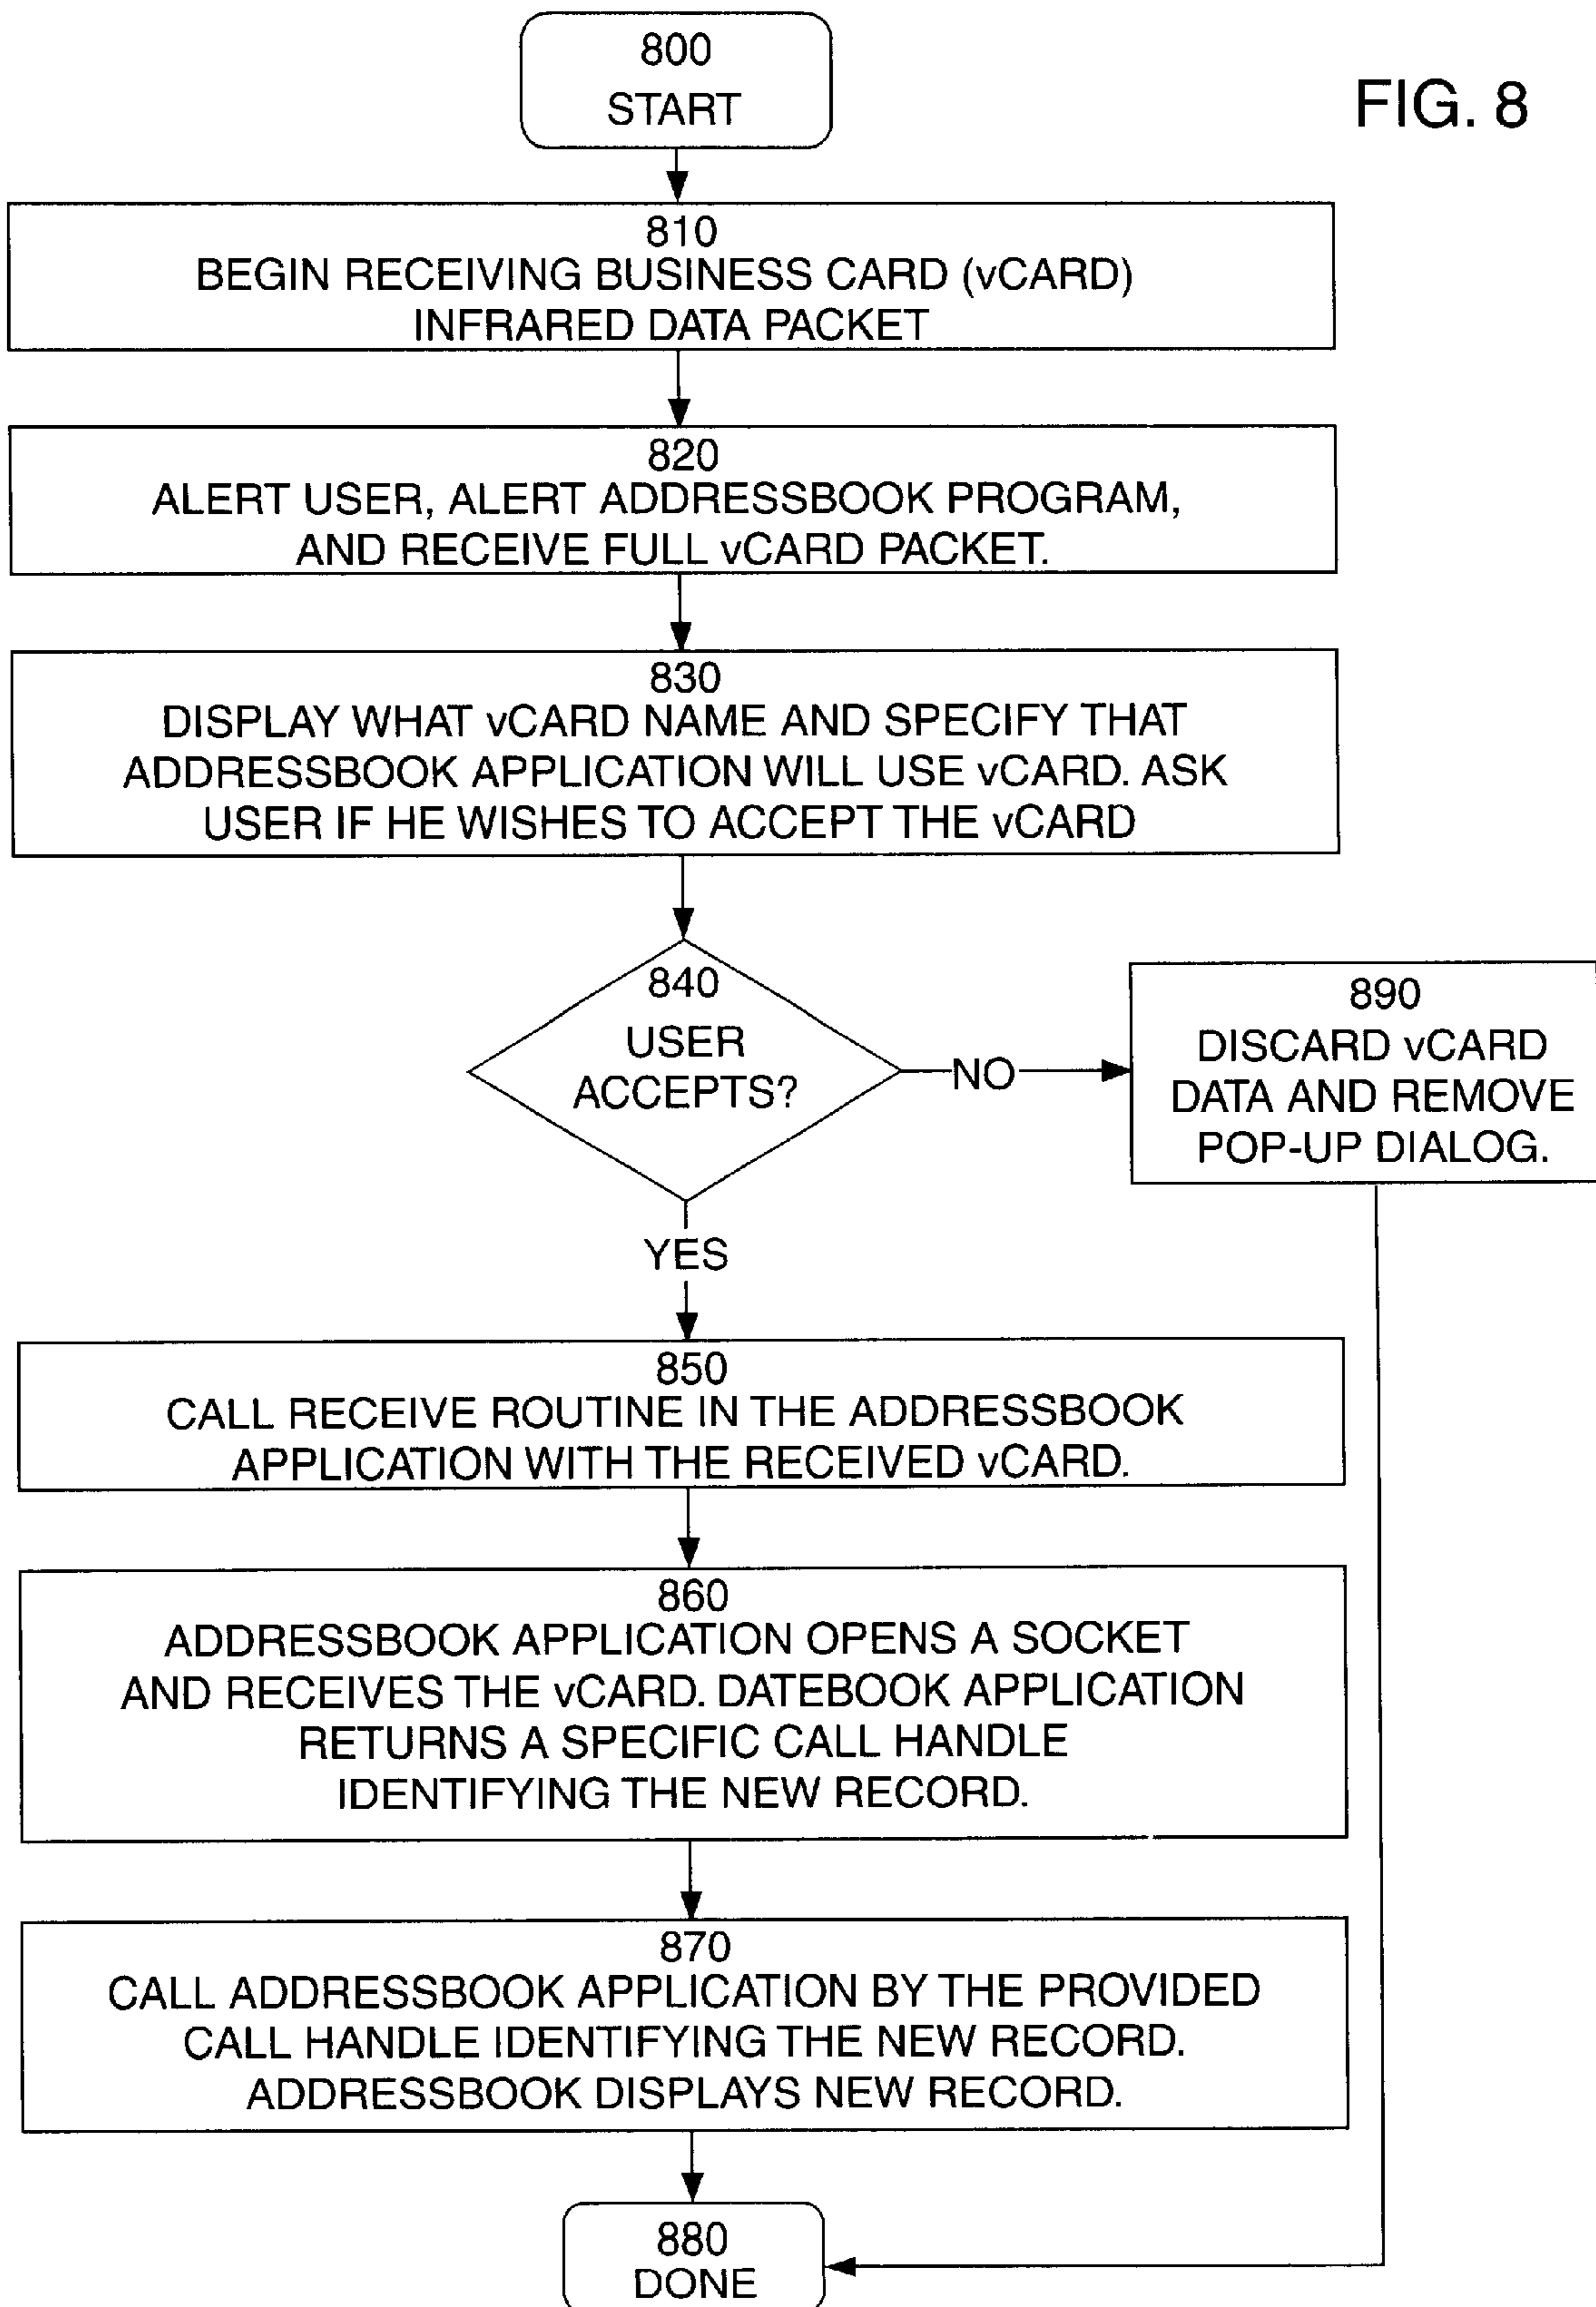 800
START
FIG. 8
810
BEGIN RECEIVING BUSINESS CARD (vCARD)
INFRARED DATA PACKET
820
ALERT USER, ALERT ADDRESSBOOK PROGRAM,
AND RECEIVE FULL vCARD PACKET.
830
DISPLAY WHAT vCARD NAME AND SPECIFY THAT
ADDRESSBOOK APPLICATION WILL USE vCARD. ASK
USER IF HE WISHES TO ACCEPT THE vCARD
840
USER
ACCEPTS?
NO
890
DISCARD vCARD
DATA AND REMOVE
POP-UP DIALOG.
YES
850
CALL RECEIVE ROUTINE IN THE ADDRESSBOOK
APPLICATION WITH THE RECEIVED vCARD.
860
ADDRESSBOOK APPLICATION OPENS A SOCKET
AND RECEIVES THE vCARD. DATEBOOK APPLICATION
RETURNS A SPECIFIC CALL HANDLE
IDENTIFYING THE NEW RECORD.
870
CALL ADDRESSBOOK APPLICATION BY THE PROVIDED
CALL HANDLE IDENTIFYING THE NEW RECORD.
ADDRESSBOOK DISPLAYS NEW RECORD.
880
DONE